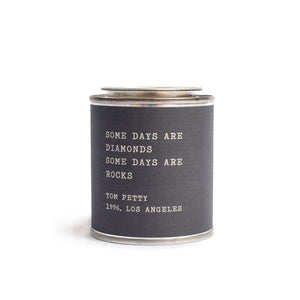 SOME DAYS ARE
DIAMONDS
SOME DAYS ARE
ROCKS
TOM PETTY
1996, LOS ANGELES